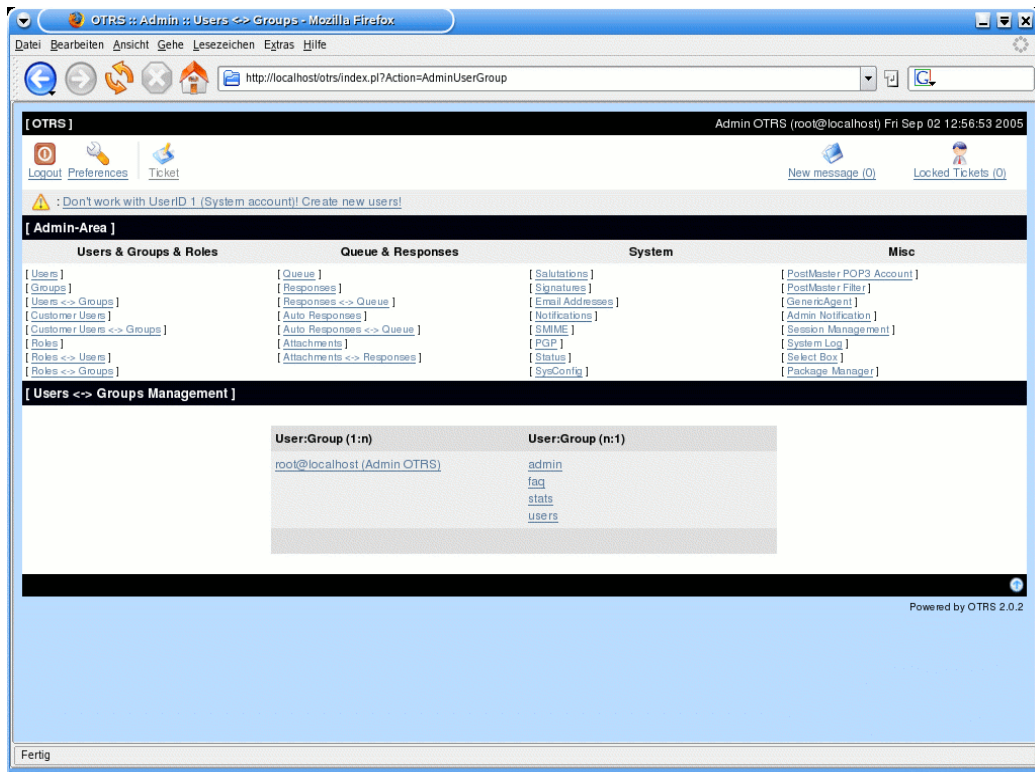 OTRS :: Admin :: Users <-> Groups - Mozilla Firefox
Datei Bearbeiten Ansicht Gehe Lesezeichen Extras Hilfe
http://localhost/otrs/index.pl?Action=AdminUserGroup
[ OTRS ] Admin OTRS (root@localhost) Fri Sep 02 12:56:53 2005
Logout Preferences Ticket New message (0) Locked Tickets (0)
: Don't work with UserID 1 (System account)! Create new users!
[ Admin-Area ]
Users & Groups & Roles Queue & Responses System Misc
[ Users ] [ Queue ] [ Salutations ] [ PostMaster POP3 Account ]
[ Groups ] [ Responses ] [ Signatures ] [ PostMaster Filter ]
[ Users <-> Groups ] [ Responses <-> Queue ] [ Email Addresses ] [ GenericAgent ]
[ Customer Users ] [ Auto Responses ] [ Notifications ] [ Admin Notification ]
[ Customer Users <-> Groups ] [ Auto Responses <-> Queue ] [ SMIME ] [ Session Management ]
[ Roles ] [ Attachments ] [ PGP ] [ System Log ]
[ Roles <-> Users ] [ Attachments <-> Responses ] [ Status ] [ Select Box ]
[ Roles <-> Groups ] [ SysConfig ] [ Package Manager ]
[ Users <-> Groups Management ]
User:Group (1:n) User:Group (n:1)
root@localhost (Admin OTRS) admin
faq
stats
users
Powered by OTRS 2.0.2
Fertig